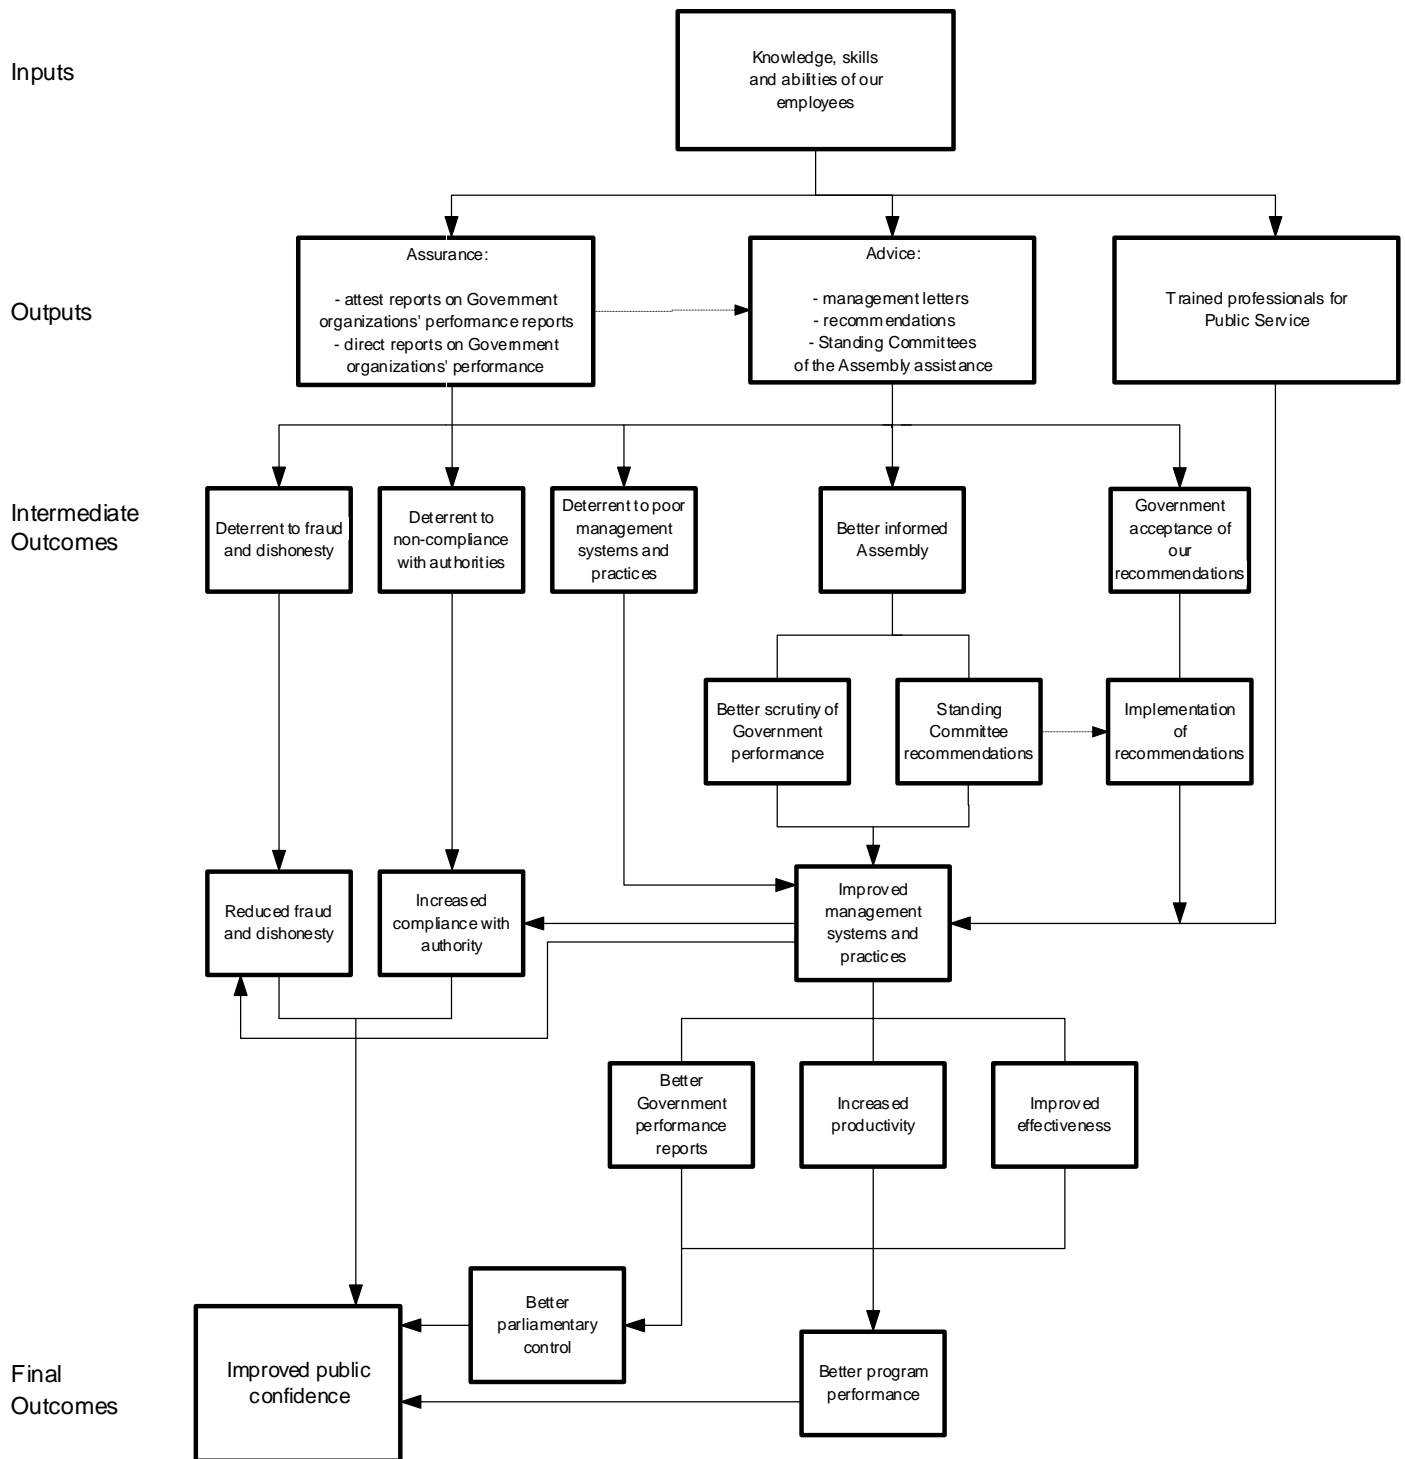 Inputs
Knowledge, skills
and abilities of our
employees
Outputs
Assurance:
- attest reports on Government
organizations' performance reports
- direct reports on Government
organizations' performance
Advice:
- management letters
- recommendations
- Standing Committees
of the Assembly assistance
Trained professionals for
Public Service
Intermediate
Outcomes
Deterrent to fraud
and dishonesty
Deterrent to
non-compliance
with authorities
Deterrent to poor
management
systems and
practices
Better informed
Assembly
Government
acceptance of
our
recommendations
Better scrutiny of
Government
performance
Standing
Committee
recommendations
Implementation
of
recommendations
Reduced fraud
and dishonesty
Increased
compliance with
authority
Improved
management
systems and
practices
Better
Government
performance
reports
Increased
productivity
Improved
effectiveness
Better
parliamentary
control
Final
Outcomes
Improved public
confidence
Better program
performance